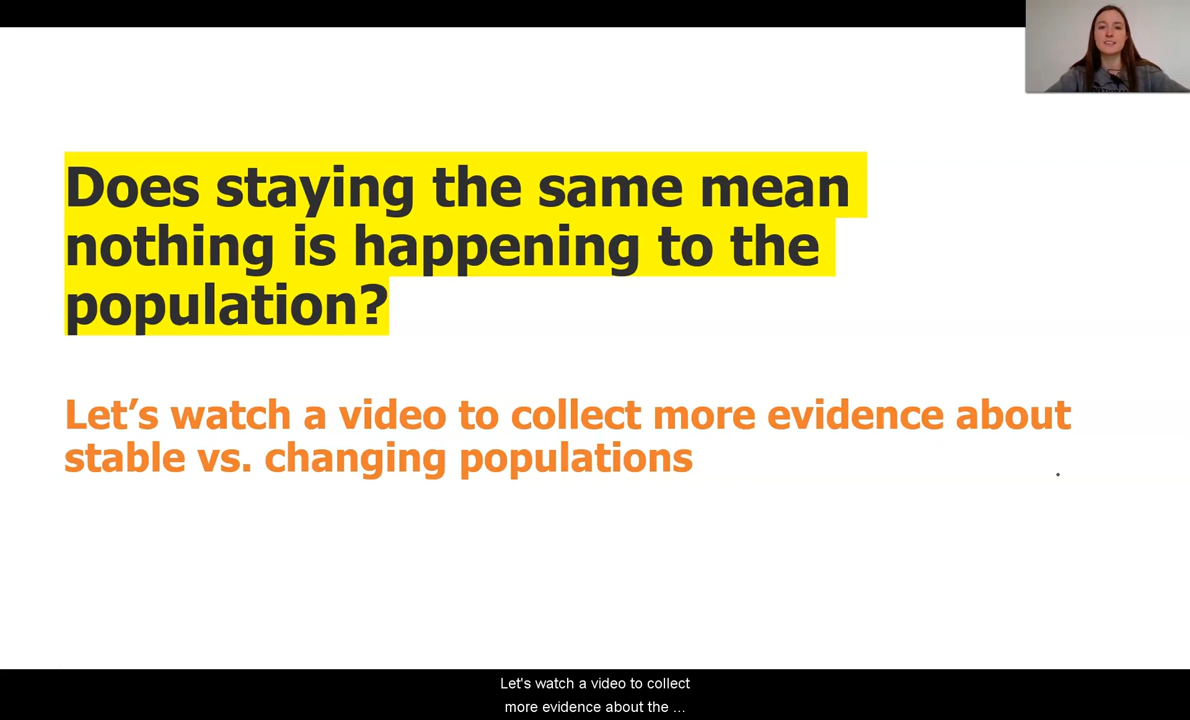 Does staying the same mean
nothing is happening to the
population?
Let’s watch a video to collect more evidence about
stable vs. changing populations
Let's watch a video to collect
more evidence about the ...